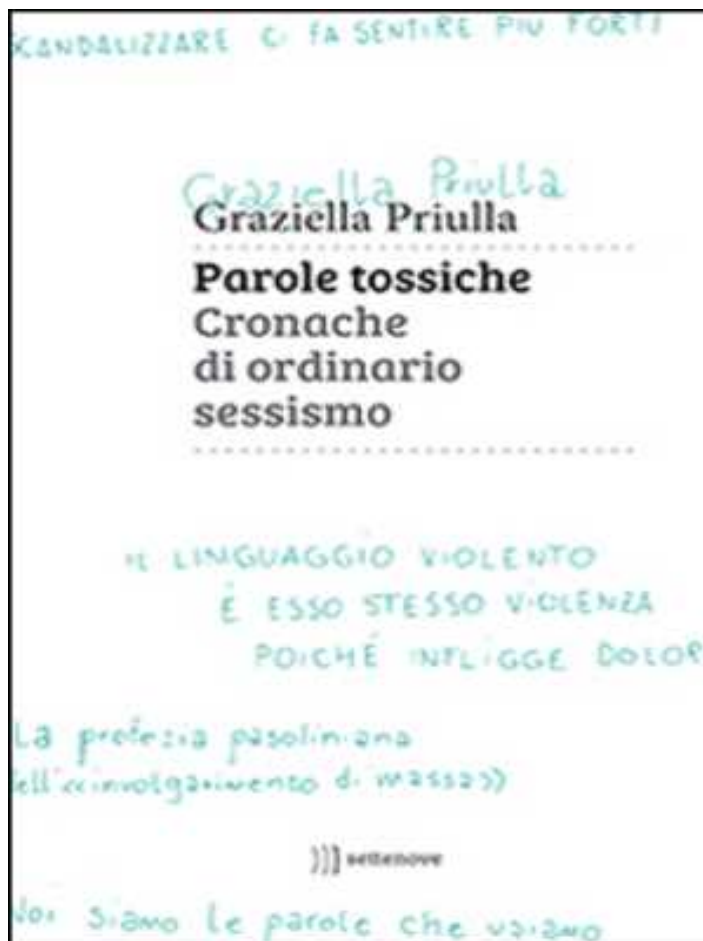 SCANDALIZZARE CI FA SENTIRE PIÙ FORTI
Graziella Priulla
Graziella Priulla
Parole tossiche
Cronache
di ordinario
sessismo
IL LINGUAGGIO VIOLENTO
È ESSO STESSO VIOLENZA
POICHÉ INFLIGGE DOLOR
La profezia pasoliniana
dell'«involgarimento di massa»
))) settenove
Noi siamo le parole che usiamo